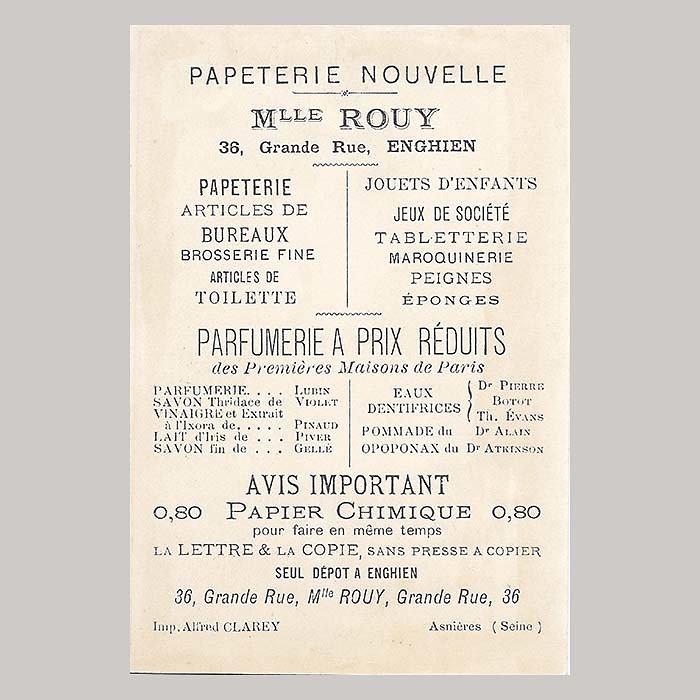 PAPETERIE NOUVELLE
MLLE ROUY
36, Grande Rue, ENGHIEN
PAPETERIE
ARTICLES DE
BUREAUX
BROSSERIE FINE
ARTICLES DE
TOILETTE
JOUETS D'ENFANTS
JEUX DE SOCIÉTÉ
TABLETTERIE
MAROQUINERIE
PEIGNES
ÉPONGES
PARFUMERIE A PRIX RÉDUITS
des Premières Maisons de Paris
PARFUMERIE. . . . LUBIN
SAVON Thridace de VIOLET
VINAIGRE et Extrait
à l'Ixora de. . . . . PINAUD
LAIT d'Iris de . . . PIVER
SAVON fin de . . . GELLÉ
EAUX DENTIFRICES
Dr PIERRE
BOTOT
Th. EVANS
POMMADE du Dr ALAIN
OPOPONAX du Dr ATKINSON
AVIS IMPORTANT
0,80 PAPIER CHIMIQUE 0,80
pour faire en même temps
LA LETTRE & LA COPIE, SANS PRESSE A COPIER
SEUL DÉPOT A ENGHIEN
36, Grande Rue, Mlle ROUY, Grande Rue, 36
Imp. Alfred CLAREY Asnières (Seine)